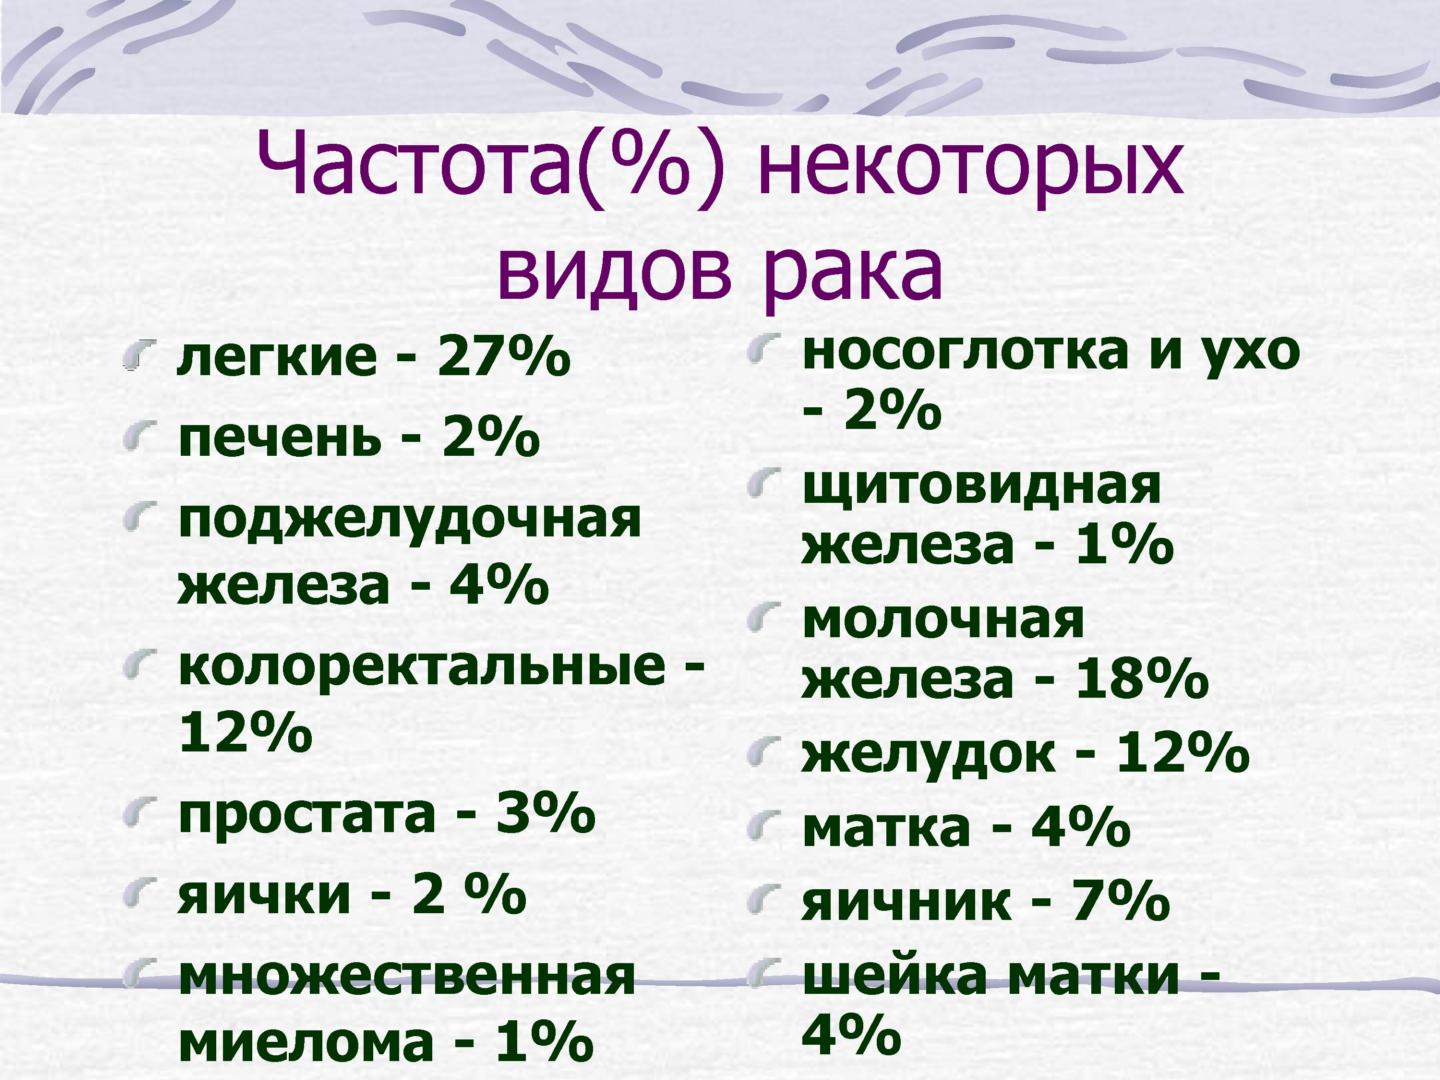 Частота(%) некоторых
видов рака
легкие - 27%
печень - 2%
поджелудочная
железа - 4%
колоректальные -
12%
простата - 3%
яички - 2 %
множественная
миелома - 1%
носоглотка и ухо
- 2%
щитовидная
железа - 1%
молочная
железа - 18%
желудок - 12%
матка - 4%
яичник - 7%
шейка матки -
4%